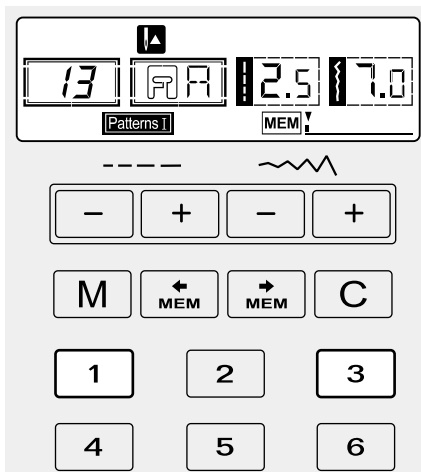 13 A A 2.5 7.0
Patterns I MEM
- + - +
M MEM MEM C
1 2 3
4 5 6